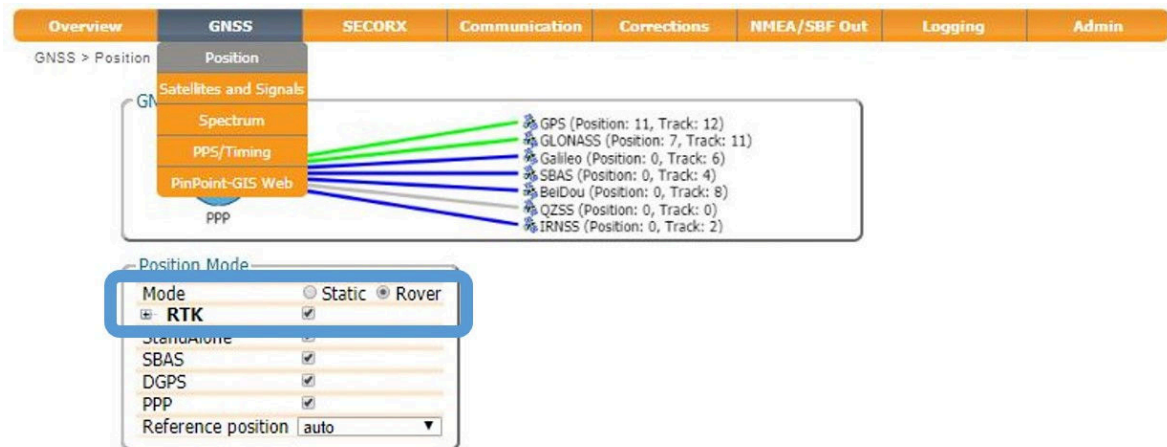 Overview GNSS SECORX Communication Corrections NMEA/SBF Out Logging Admin
GNSS > Position
Position
Satellites and Signals
Spectrum
PPS/Timing
PinPoint-GIS Web
GN
GPS (Position: 11, Track: 12)
GLONASS (Position: 7, Track: 11)
Galileo (Position: 0, Track: 6)
SBAS (Position: 0, Track: 4)
BeiDou (Position: 0, Track: 8)
QZSS (Position: 0, Track: 0)
IRNSS (Position: 0, Track: 2)
PPP
Position Mode
Mode Static Rover
RTK
StandAlone
SBAS
DGPS
PPP
Reference position auto